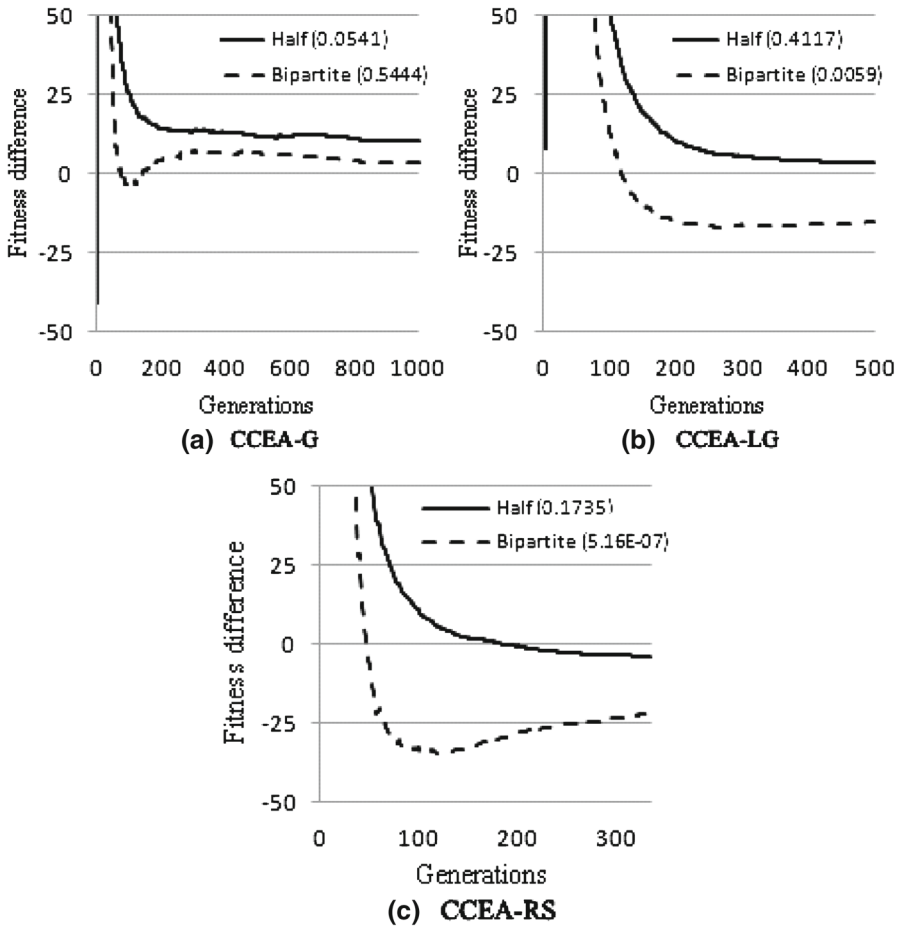 50
25
0
-25
-50
Fitness difference
Half (0.0541)
Bipartite (0.5444)
0 200 400 600 800 1000
Generations
(a) CCEA-G
50
25
0
-25
-50
Fitness difference
Half (0.4117)
Bipartite (0.0059)
0 100 200 300 400 500
Generations
(b) CCEA-LG
50
25
0
-25
-50
Fitness difference
Half (0.1735)
Bipartite (5.16E-07)
0 100 200 300
Generations
(c) CCEA-RS